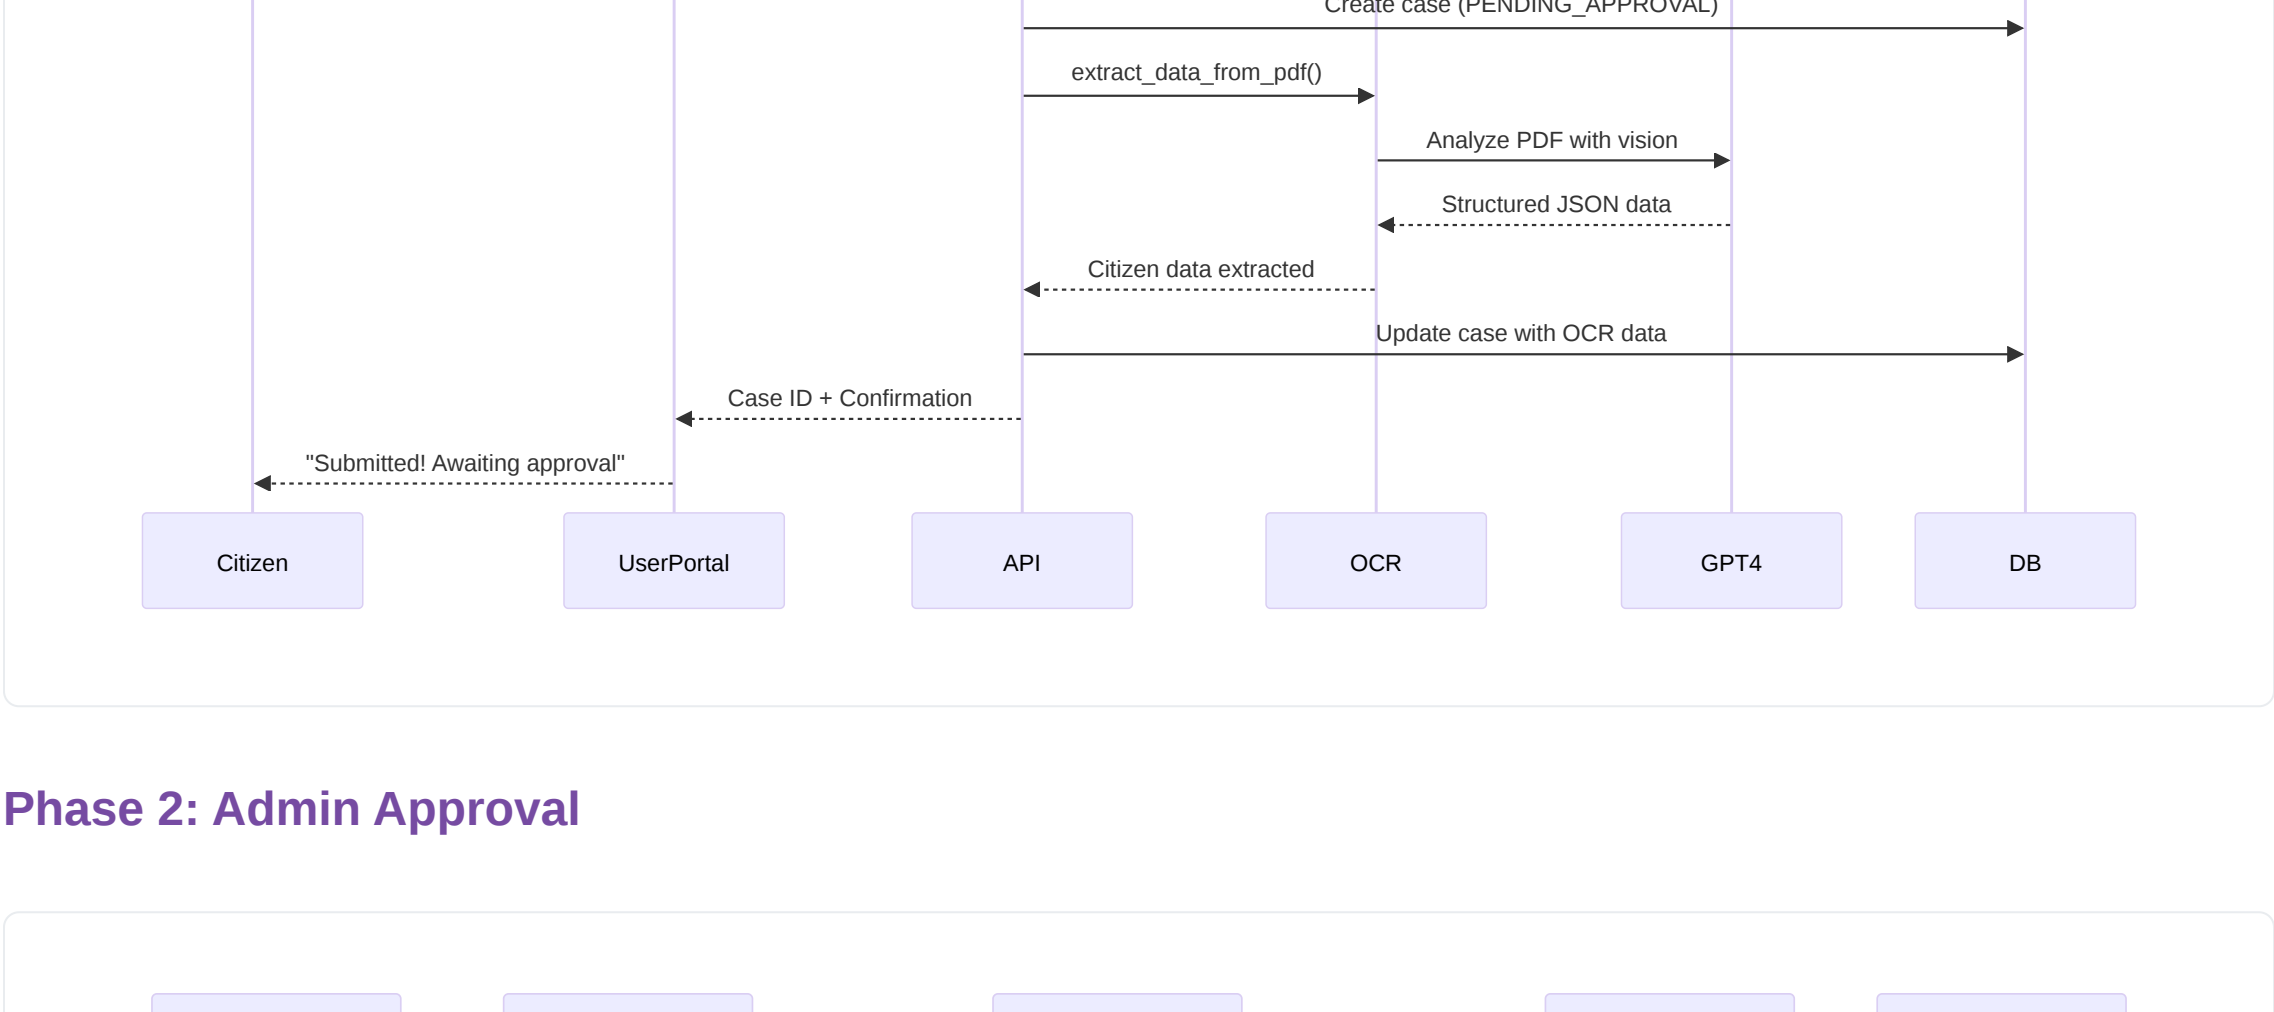 Create case (PENDING_APPROVAL)
extract_data_from_pdf()
Analyze PDF with vision
Structured JSON data
Citizen data extracted
Update case with OCR data
Case ID + Confirmation
"Submitted! Awaiting approval"
Citizen UserPortal API OCR GPT4 DB
Phase 2: Admin Approval